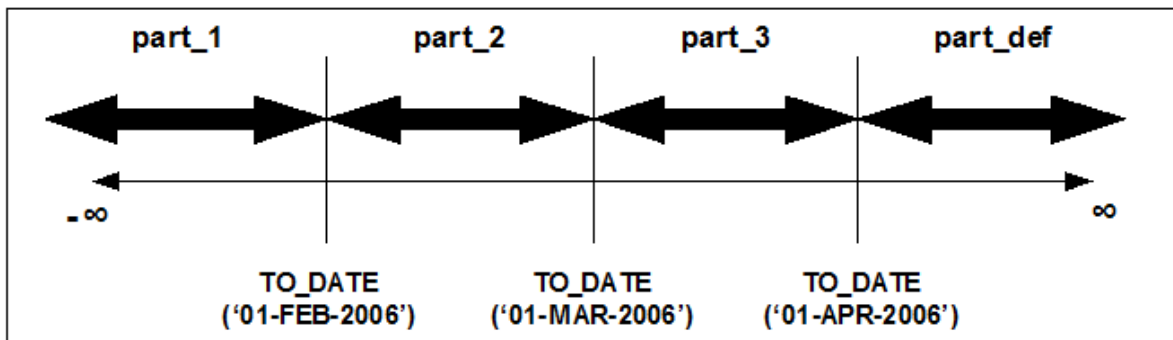 part_1 part_2 part_3 part_def
-∞ ∞
TO_DATE TO_DATE TO_DATE
(‘01-FEB-2006’) (‘01-MAR-2006’) (‘01-APR-2006’)